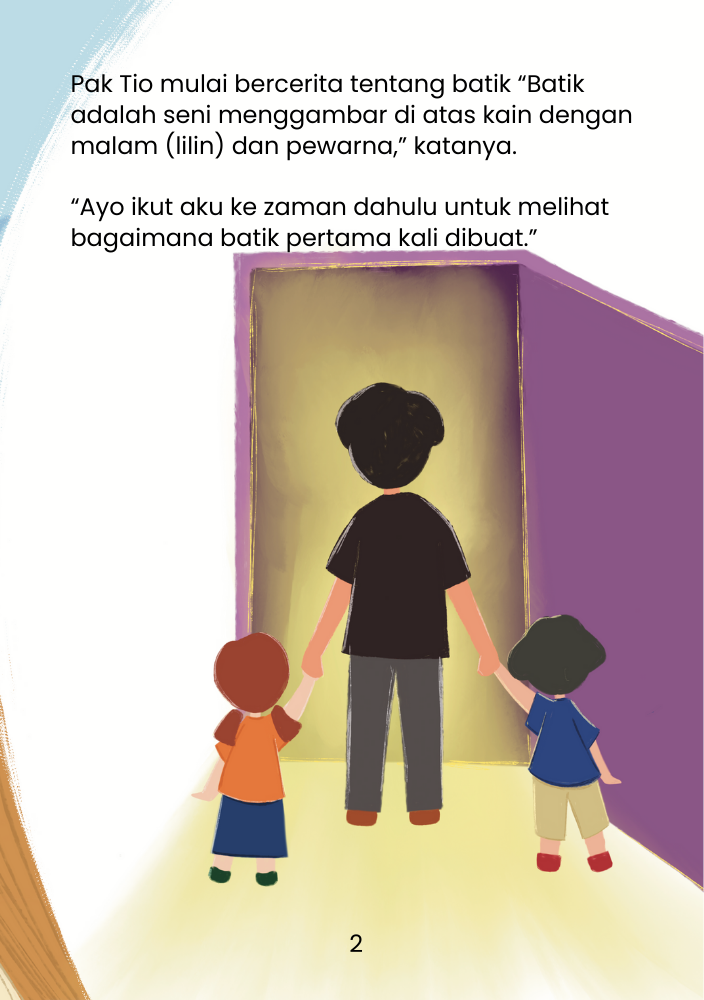 Pak Tio mulai bercerita tentang batik “Batik
adalah seni menggambar di atas kain dengan
malam (lilin) dan pewarna,” katanya.
“Ayo ikut aku ke zaman dahulu untuk melihat
bagaimana batik pertama kali dibuat.”
2